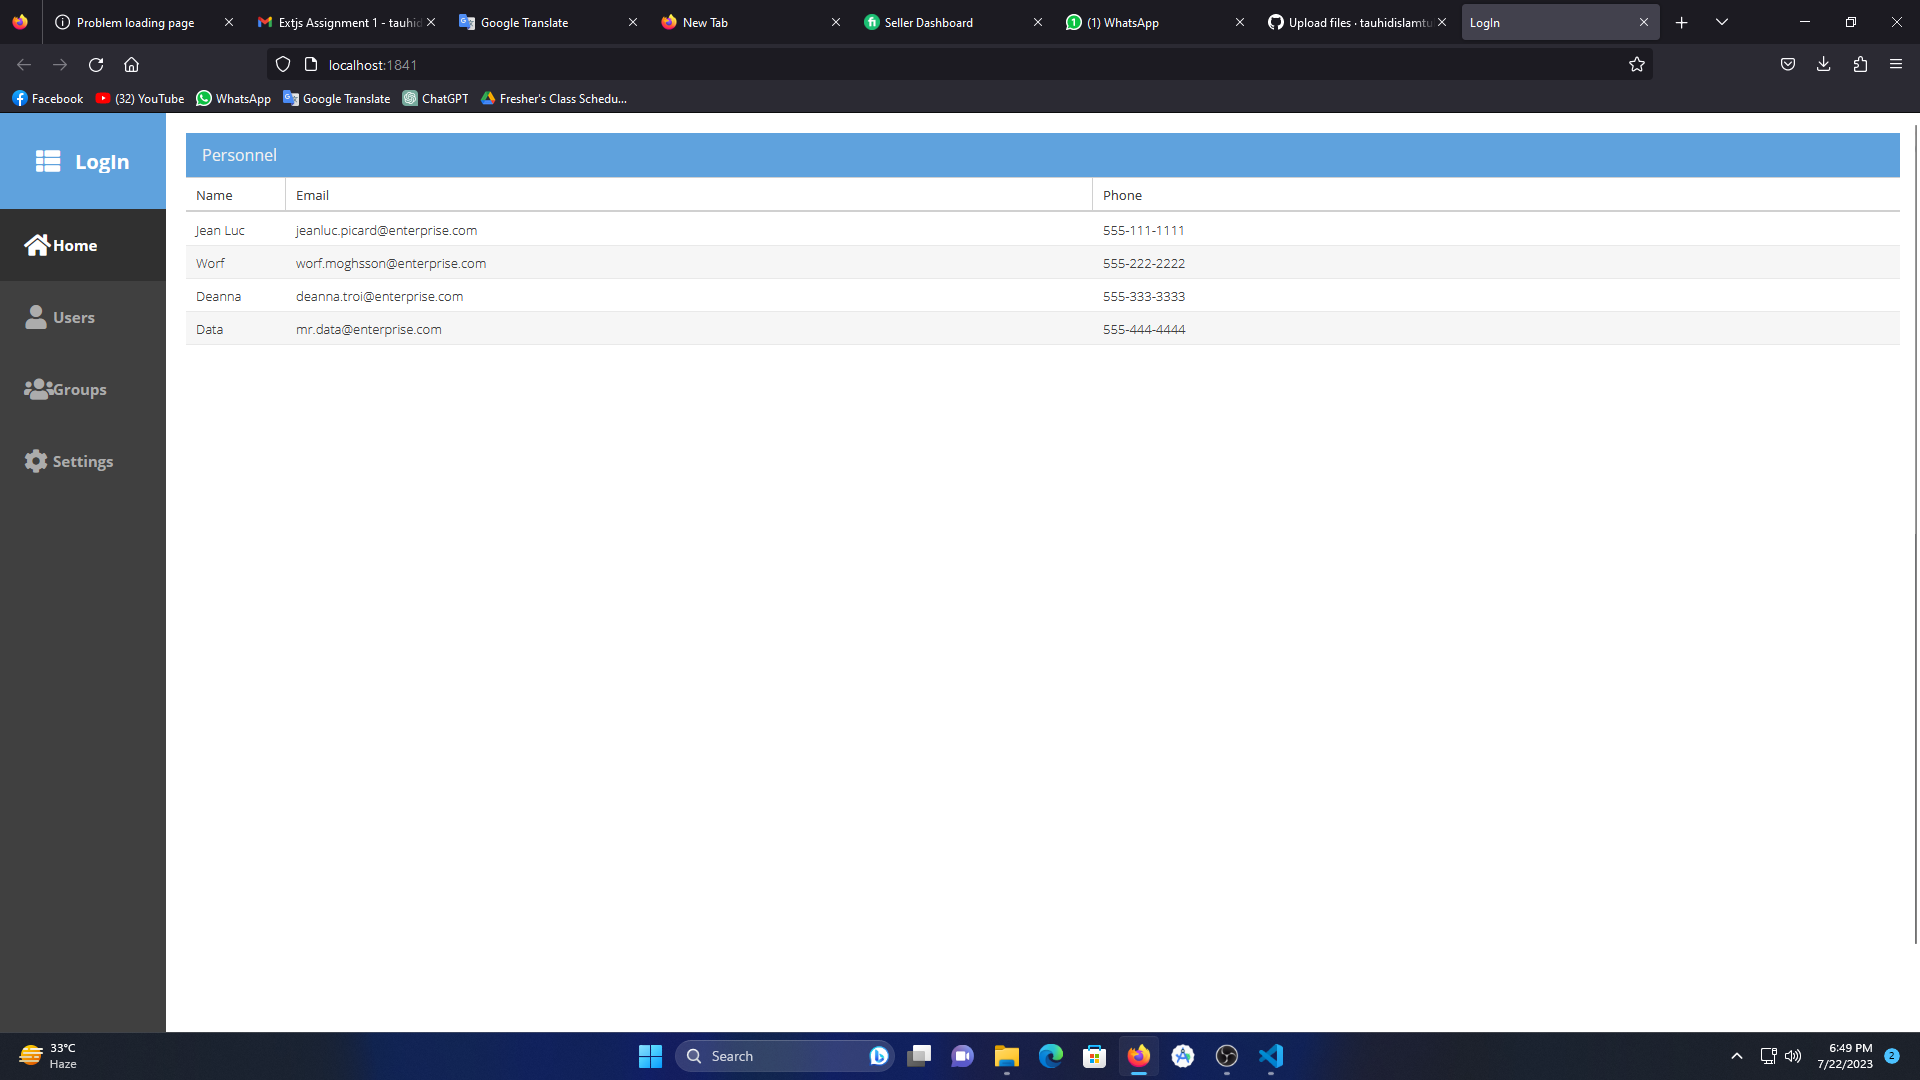 Problem loading page
Extjs Assignment 1 - tauhid
Google Translate
New Tab
Seller Dashboard
(1) WhatsApp
Upload files · tauhidislamtu
LogIn
localhost:1841
Facebook
(32) YouTube
WhatsApp
Google Translate
ChatGPT
Fresher's Class Schedu...
LogIn
Home
Users
Groups
Settings
Personnel
Name Email Phone
Jean Luc jeanluc.picard@enterprise.com 555-111-1111
Worf worf.moghsson@enterprise.com 555-222-2222
Deanna deanna.troi@enterprise.com 555-333-3333
Data mr.data@enterprise.com 555-444-4444
33°C
Haze
Search
6:49 PM
7/22/2023
2